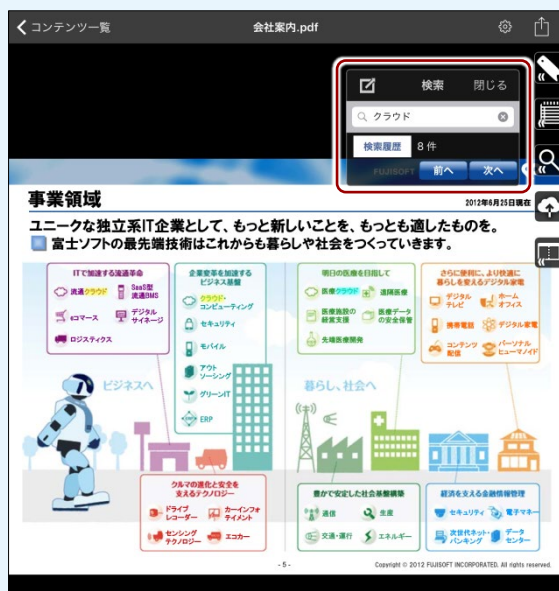 コンテンツ一覧
会社案内.pdf
検索
閉じる
クラウド
検索履歴
8 件
FUJISOFT
前へ
次へ
事業領域
2012年6月25日現在
ユニークな独立系IT企業として、もっと新しいことを、もっとも適したものを。
富士ソフトの最先端技術はこれからも暮らしや社会をつくっていきます。
ITで加速する流通革命
流通クラウド
SaaS型
流通BMS
eコマース
デジタル
サイネージ
ロジスティクス
企業変革を加速する
ビジネス基盤
クラウド・
コンピューティング
セキュリティ
モバイル
アウト
ソーシング
グリーンIT
ERP
明日の医療を目指して
医療クラウド
遠隔医療
医療施設の
経営支援
医療データ
の安全保管
先端医療開発
さらに便利に、より快適に
暮らしを変えるデジタル家電
デジタル
テレビ
ホーム
オフィス
携帯電話
デジタル家電
コンテンツ
配信
パーソナル
ヒューマノイド
ビジネスへ
暮らし、社会へ
クルマの進化と安全を
支えるテクノロジー
ドライブ
レコーダー
カーインフォ
テイメント
センシング
テクノロジー
エコカー
豊かで安定した社会基盤構築
通信
生産
交通・運行
エネルギー
経済を支える金融情報管理
セキュリティ
電子マネー
次世代ネット・
バンキング
データ
センター
- 5 -
Copyright © 2012 FUJISOFT INCORPORATED. All rights reserved.